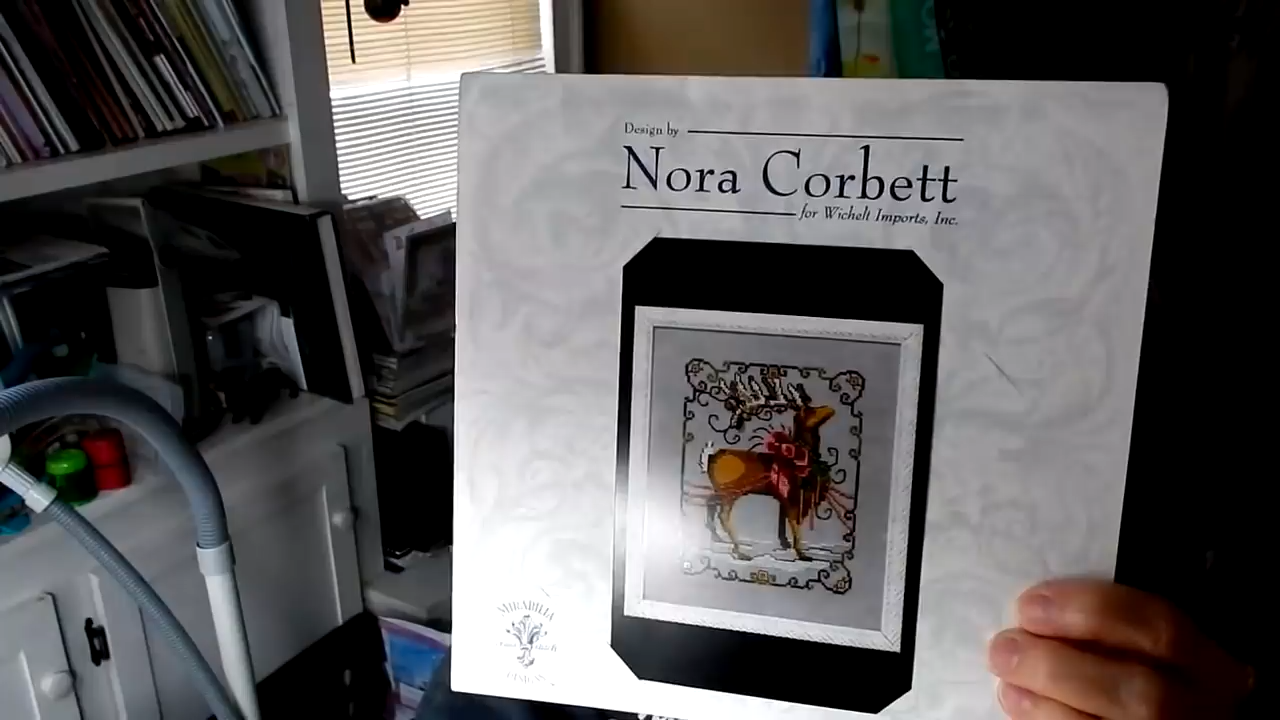 Design by
Nora Corbett
for Wichelt Imports, Inc.
MIRABILIA
DESIGNS